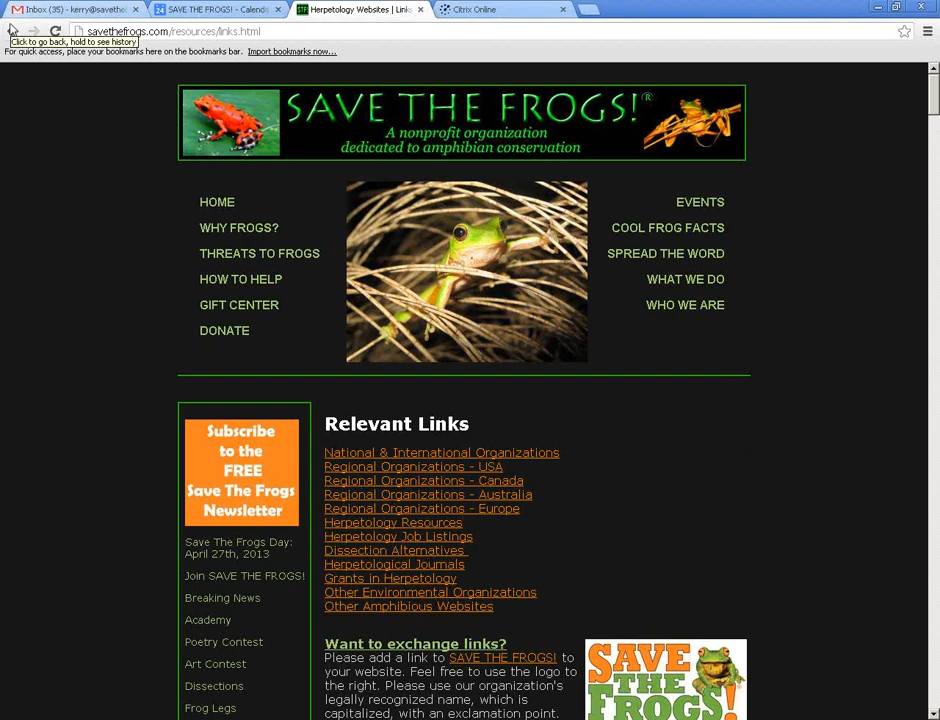 Inbox (35) - kerry@savethe
24
SAVE THE FROGS! - Calenda
STF
Herpetology Websites | Link
Citrix Online
savethefrogs.com/resources/links.html
Click to go back, hold to see history
For quick access, place your bookmarks here on the bookmarks bar. Import bookmarks now...
SAVE THE FROGS!®
A nonprofit organization
dedicated to amphibian conservation
HOME
WHY FROGS?
THREATS TO FROGS
HOW TO HELP
GIFT CENTER
DONATE
EVENTS
COOL FROG FACTS
SPREAD THE WORD
WHAT WE DO
WHO WE ARE
Subscribe
to the
FREE
Save The Frogs
Newsletter
Save The Frogs Day:
April 27th, 2013
Join SAVE THE FROGS!
Breaking News
Academy
Poetry Contest
Art Contest
Dissections
Frog Legs
Relevant Links
National & International Organizations
Regional Organizations - USA
Regional Organizations - Canada
Regional Organizations - Australia
Regional Organizations - Europe
Herpetology Resources
Herpetology Job Listings
Dissection Alternatives
Herpetological Journals
Grants in Herpetology
Other Environmental Organizations
Other Amphibious Websites
Want to exchange links?
Please add a link to SAVE THE FROGS! to
your website. Feel free to use the logo to
the right. Please use our organization's
legally recognized name, which is
capitalized, with an exclamation point.
SAVE
THE
FROGS!